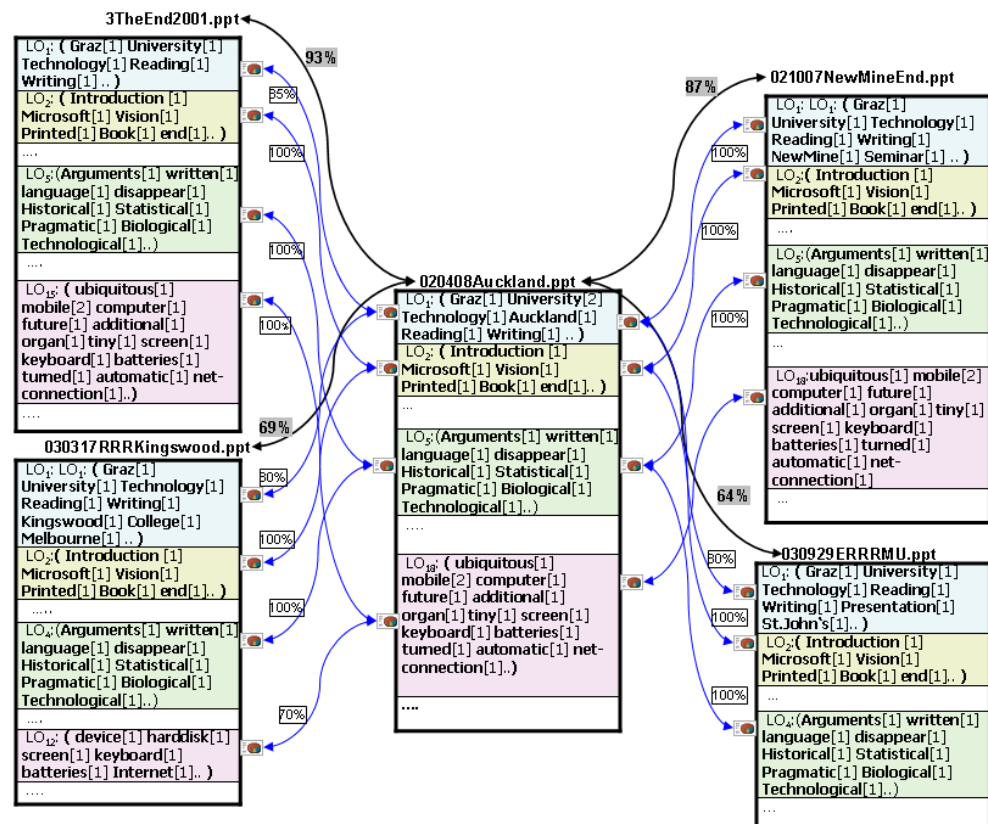 3TheEnd2001.ppt
LO1: ( Graz[1] University[1]
Technology[1] Reading[1]
Writing[1] .. )
LO2: ( Introduction [1]
Microsoft[1] Vision[1]
Printed[1] Book[1] end[1].. )
....
LO5:(Arguments[1] written[1]
language[1] disappear[1]
Historical[1] Statistical[1]
Pragmatic[1] Biological[1]
Technological[1]..)
....
LO15: ( ubiquitous[1]
mobile[2] computer[1]
future[1] additional[1]
organ[1] tiny[1] screen[1]
keyboard[1] batteries[1]
turned[1] automatic[1] net-
connection[1]..)
....
93%
85%
100%
100%
100%
030317RRRKingswood.ppt
LO1: LO1: ( Graz[1]
University[1] Technology[1]
Reading[1] Writing[1]
Kingswood[1] College[1]
Melbourne[1] .. )
LO2:( Introduction [1]
Microsoft[1] Vision[1]
Printed[1] Book[1] end[1].. )
.....
LO4:(Arguments[1] written[1]
language[1] disappear[1]
Historical[1] Statistical[1]
Pragmatic[1] Biological[1]
Technological[1]..)
....
LO12: ( device[1] harddisk[1]
screen[1] keyboard[1]
batteries[1] Internet[1].. )
....
69%
80%
100%
100%
70%
020408Auckland.ppt
LO1: ( Graz[1] University[2]
Technology[1] Auckland[1]
Reading[1] Writing[1] .. )
LO2: ( Introduction [1]
Microsoft[1] Vision[1]
Printed[1] Book[1] end[1].. )
...
LO5:(Arguments[1] written[1]
language[1] disappear[1]
Historical[1] Statistical[1]
Pragmatic[1] Biological[1]
Technological[1]..)
....
LO18: ( ubiquitous[1]
mobile[2] computer[1]
future[1] additional[1]
organ[1] tiny[1] screen[1]
keyboard[1] batteries[1]
turned[1] automatic[1] net-
connection[1]..)
....
87%
100%
100%
100%
021007NewMineEnd.ppt
LO1: LO1: ( Graz[1]
University[1] Technology[1]
Reading[1] Writing[1]
NewMine[1] Seminar[1] .. )
LO2:( Introduction [1]
Microsoft[1] Vision[1]
Printed[1] Book[1] end[1].. )
...
LO5:(Arguments[1] written[1]
language[1] disappear[1]
Historical[1] Statistical[1]
Pragmatic[1] Biological[1]
Technological[1]..)
...
LO18:ubiquitous[1] mobile[2]
computer[1] future[1]
additional[1] organ[1] tiny[1]
screen[1] keyboard[1]
batteries[1] turned[1]
automatic[1] net-
connection[1]
...
64%
80%
100%
100%
030929ERRRMU.ppt
LO1: ( Graz[1] University[1]
Technology[1] Reading[1]
Writing[1] Presentation[1]
St.John's[1].. )
LO2:( Introduction [1]
Microsoft[1] Vision[1]
Printed[1] Book[1] end[1].. )
...
LO4:(Arguments[1] written[1]
language[1] disappear[1]
Historical[1] Statistical[1]
Pragmatic[1] Biological[1]
Technological[1]..)
...